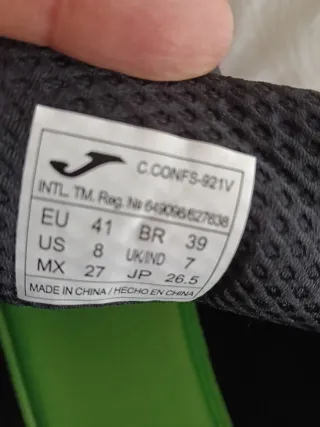 C.CONFS-921V
INTL. TM. Reg. № 649096/627638
EU 41 BR 39
US 8 UK/IND 7
MX 27 JP 26.5
MADE IN CHINA / HECHO EN CHINA